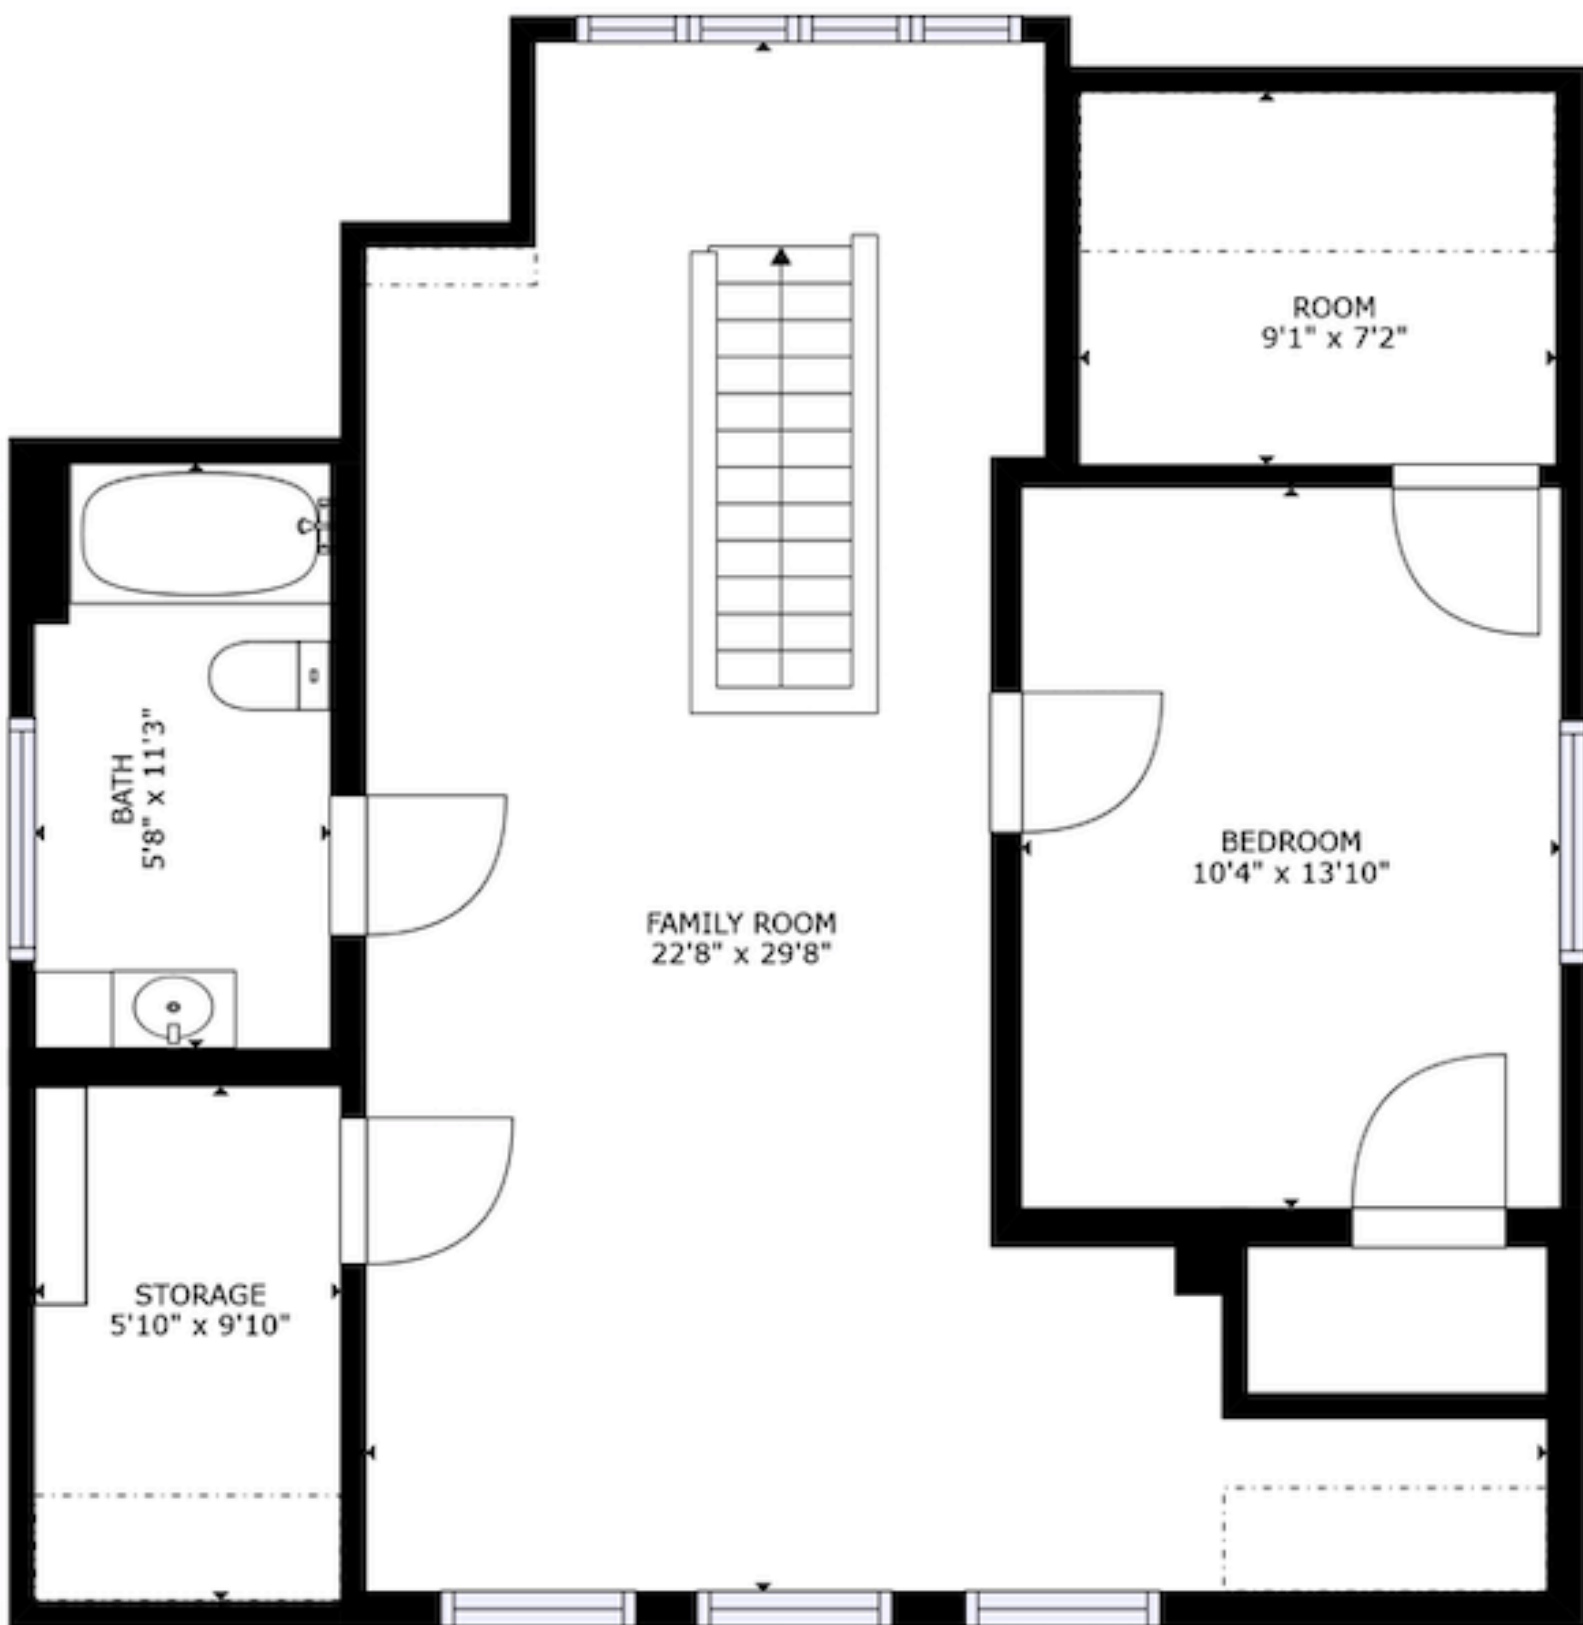 ROOM
9'1" x 7'2"
BATH
5'8" x 11'3"
BEDROOM
10'4" x 13'10"
FAMILY ROOM
22'8" x 29'8"
STORAGE
5'10" x 9'10"